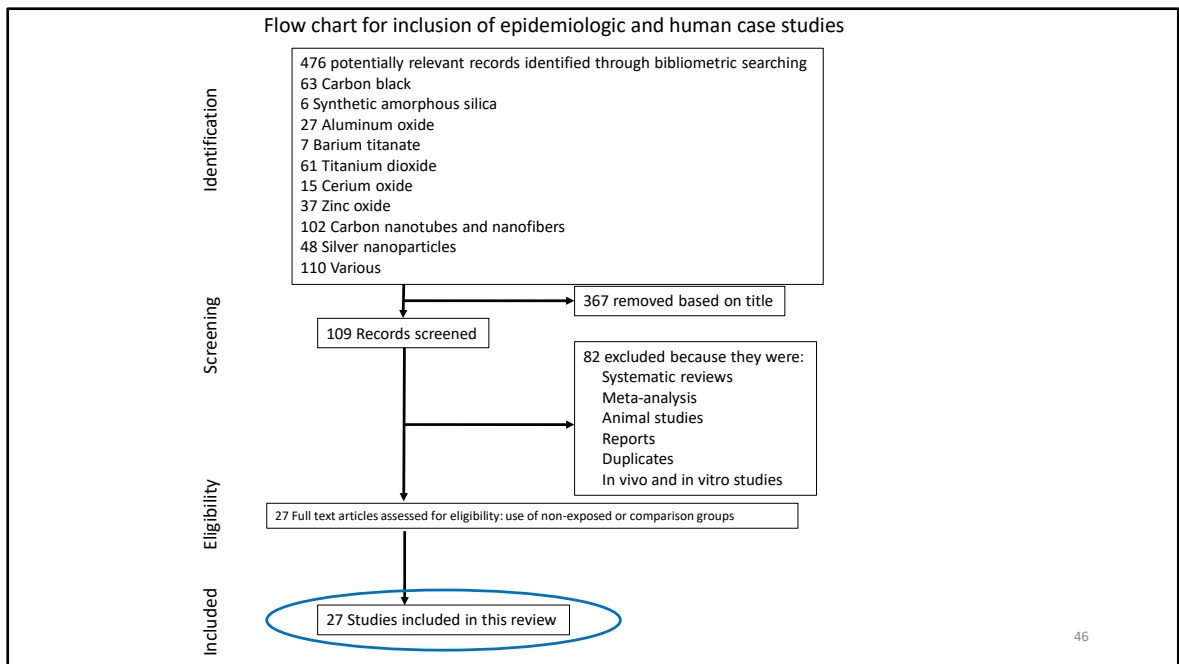 Flow chart for inclusion of epidemiologic and human case studies
Identification
476 potentially relevant records identified through bibliometric searching
63 Carbon black
6 Synthetic amorphous silica
27 Aluminum oxide
7 Barium titanate
61 Titanium dioxide
15 Cerium oxide
37 Zinc oxide
102 Carbon nanotubes and nanofibers
48 Silver nanoparticles
110 Various
Screening
367 removed based on title
109 Records screened
82 excluded because they were:
Systematic reviews
Meta-analysis
Animal studies
Reports
Duplicates
In vivo and in vitro studies
Eligibility
27 Full text articles assessed for eligibility: use of non-exposed or comparison groups
Included
27 Studies included in this review
46